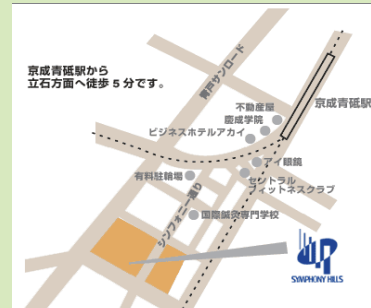 京成青砥駅から
立石方面へ徒歩 5 分です。
青戸サンロード
不動産屋
慶成学院
ビジネスホテルアカイ
京成青砥駅
アイ眼鏡
セントラル
フィットネスクラブ
有料駐輪場
シンフォニー通り
国際鍼灸専門学校
SYMPHONY HILLS